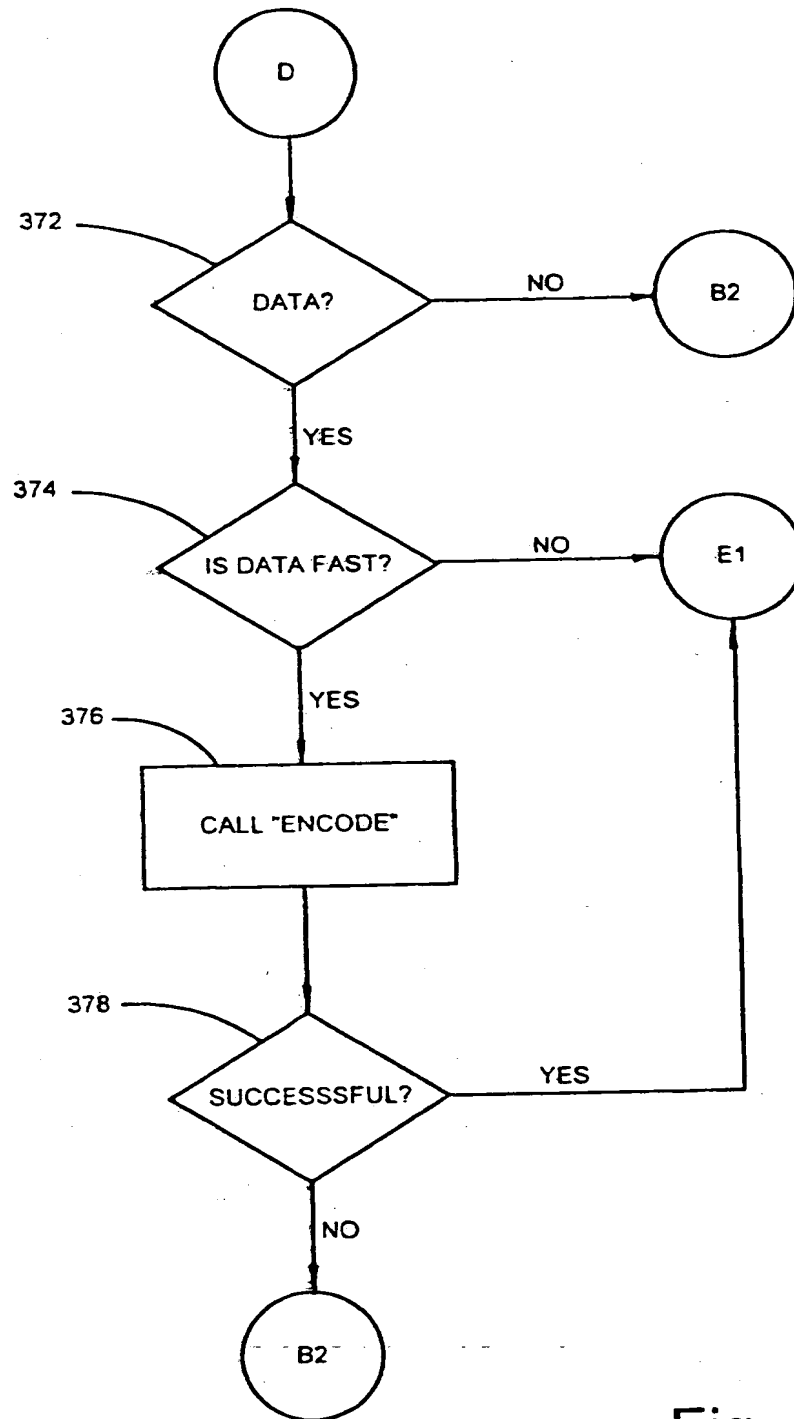 D
372
DATA?
NO
B2
YES
374
IS DATA FAST?
NO
E1
YES
376
CALL "ENCODE"
378
SUCCESSSFUL?
YES
NO
B2
Fig